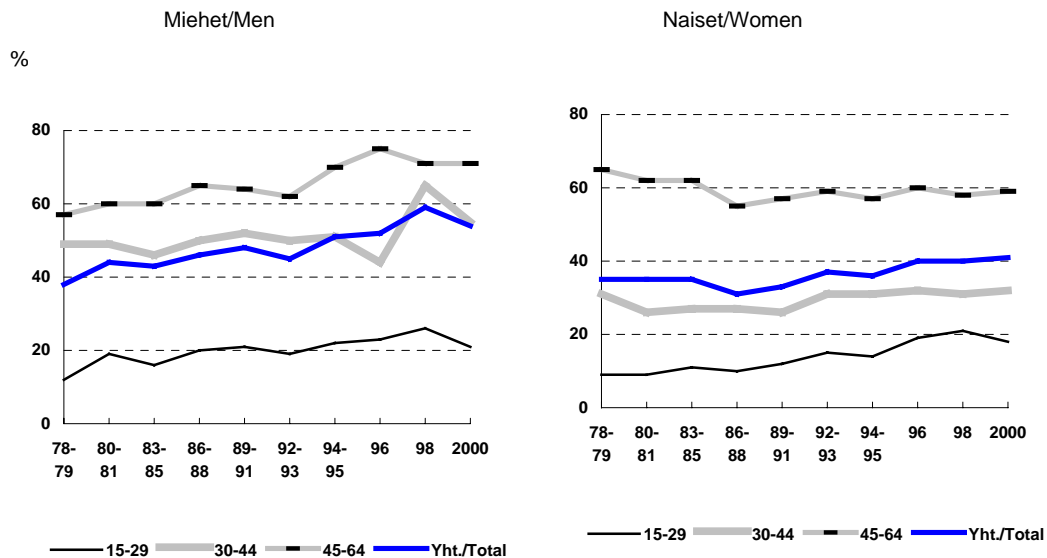 Miehet/Men
%
80
60
40
20
0
78- 80- 83- 86- 89- 92- 94- 96 98 2000
79 81 85 88 91 93 95
15-29 30-44 45-64 Yht./Total
Naiset/Women
80
60
40
20
0
78- 80- 83- 86- 89- 92- 94- 96 98 2000
79 81 85 88 91 93 95
15-29 30-44 45-64 Yht./Total